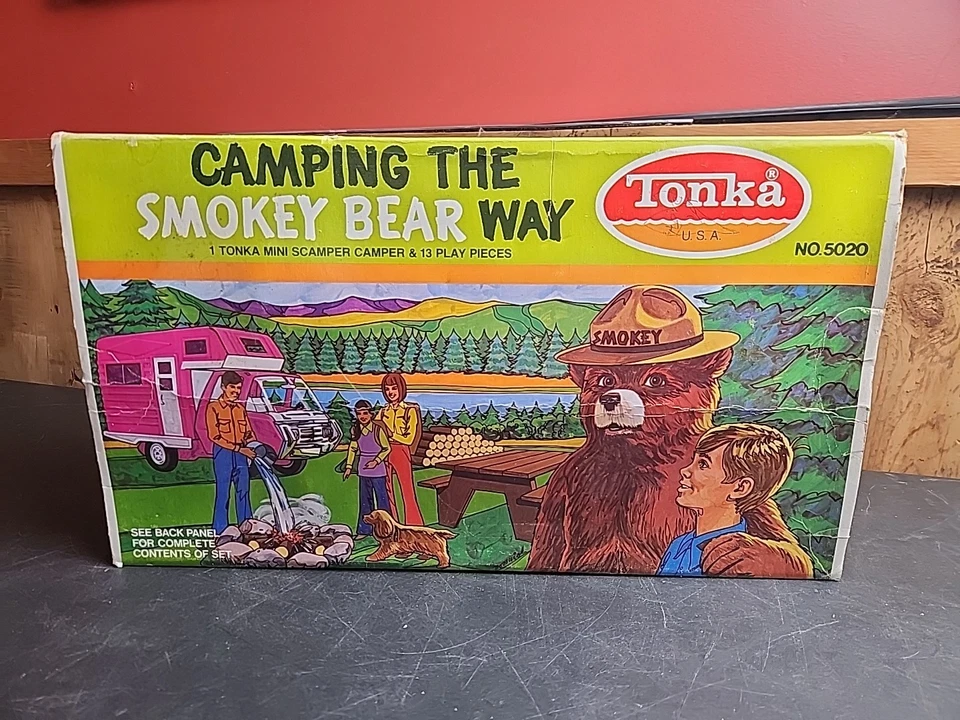 CAMPING THE
SMOKEY BEAR WAY
1 TONKA MINI SCAMPER CAMPER & 13 PLAY PIECES
Tonka®
U.S.A.
NO. 5020
SMOKEY
SEE BACK PANEL
FOR COMPLETE
CONTENTS OF SET